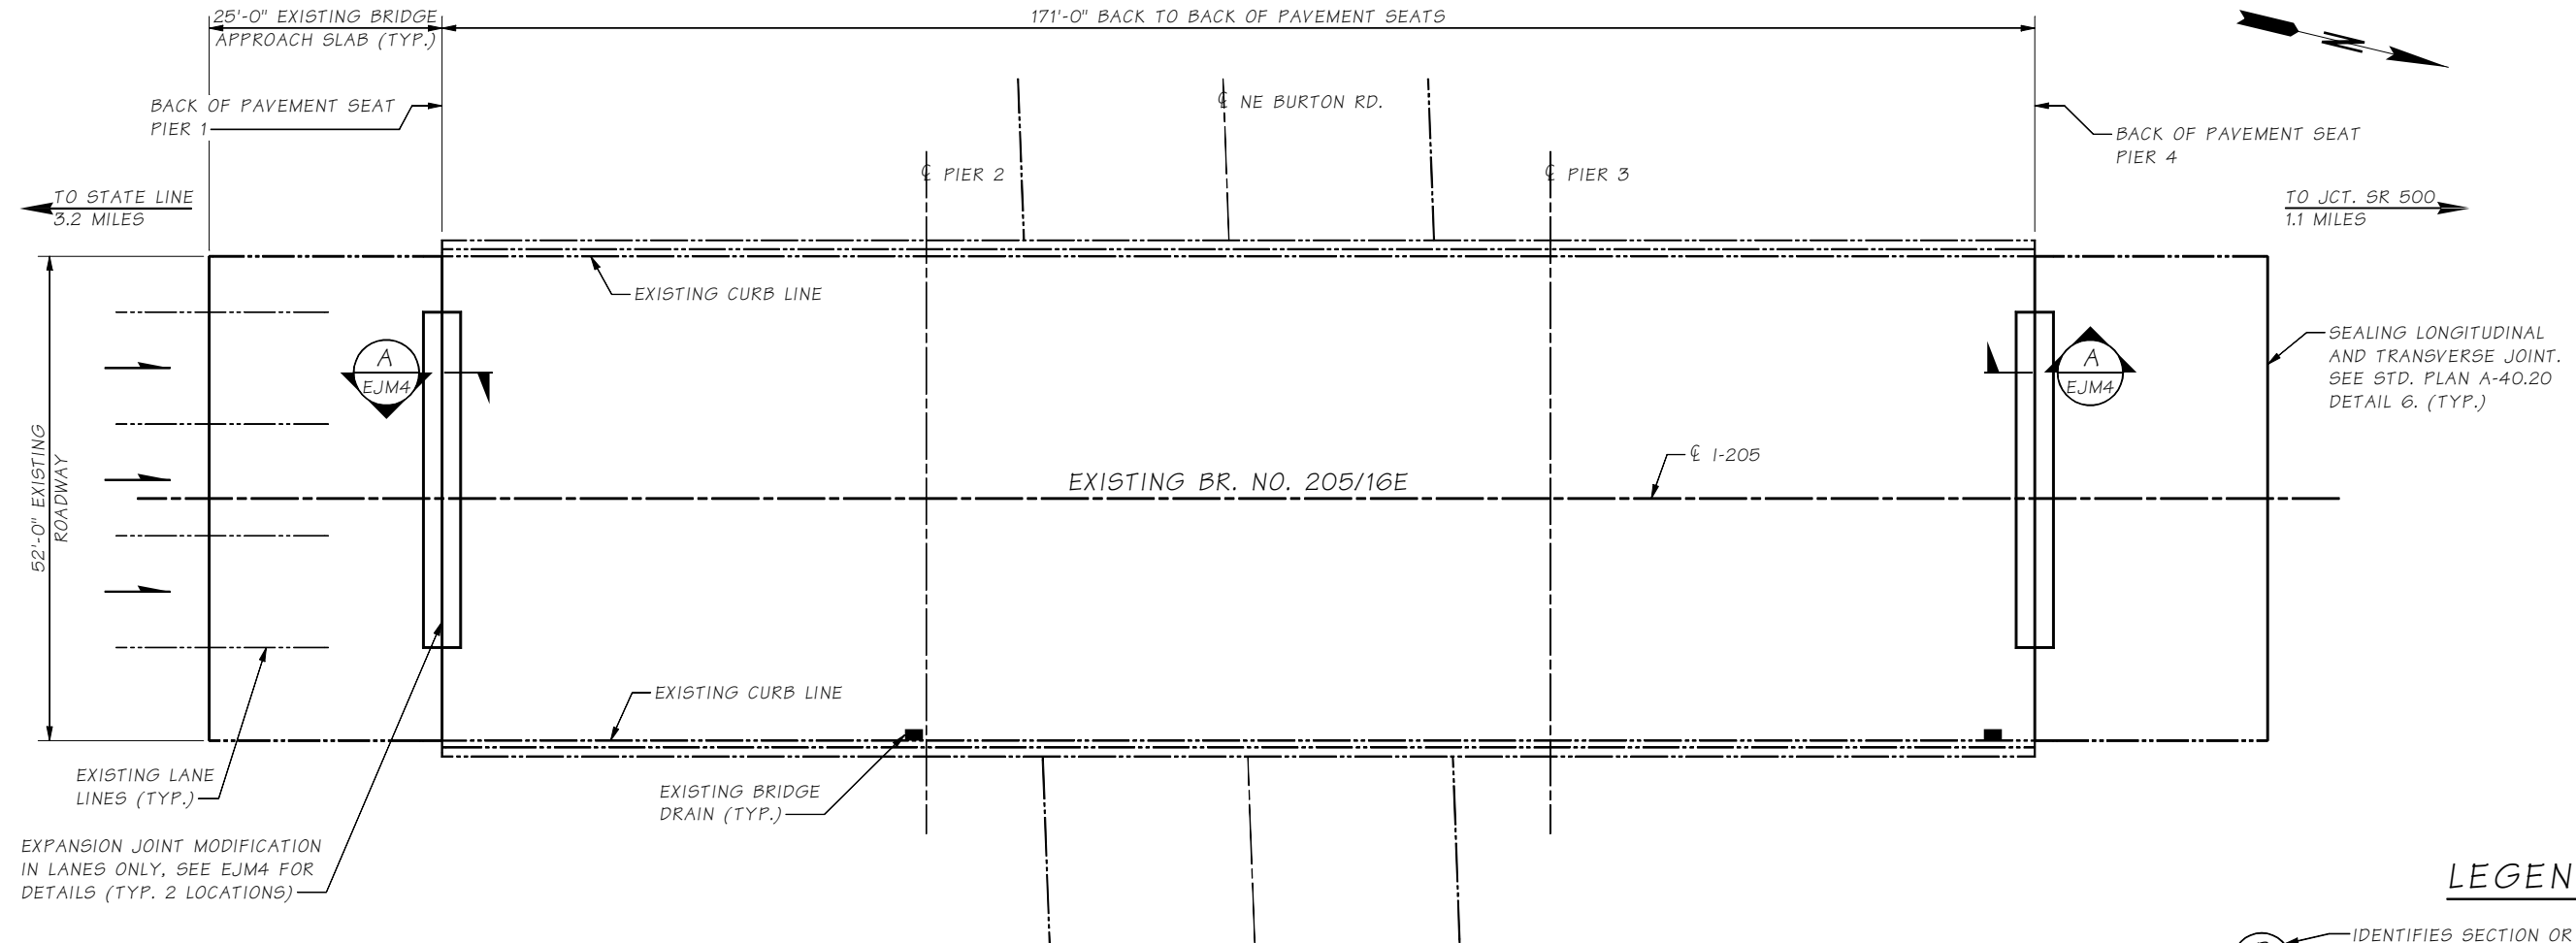 25'-0" EXISTING BRIDGE
APPROACH SLAB (TYP.)
171'-0" BACK TO BACK OF PAVEMENT SEATS
N
BACK OF PAVEMENT SEAT
PIER 1
℄ NE BURTON RD.
BACK OF PAVEMENT SEAT
PIER 4
℄ PIER 2
℄ PIER 3
TO STATE LINE
3.2 MILES
TO JCT. SR 500
1.1 MILES
EXISTING CURB LINE
A
EJM4
A
EJM4
SEALING LONGITUDINAL
AND TRANSVERSE JOINT.
SEE STD. PLAN A-40.20
DETAIL 6. (TYP.)
52'-0" EXISTING
ROADWAY
℄ I-205
EXISTING BR. NO. 205/16E
EXISTING CURB LINE
EXISTING LANE
LINES (TYP.)
EXISTING BRIDGE
DRAIN (TYP.)
EXPANSION JOINT MODIFICATION
IN LANES ONLY, SEE EJM4 FOR
DETAILS (TYP. 2 LOCATIONS)
LEGEN
IDENTIFIES SECTION OR